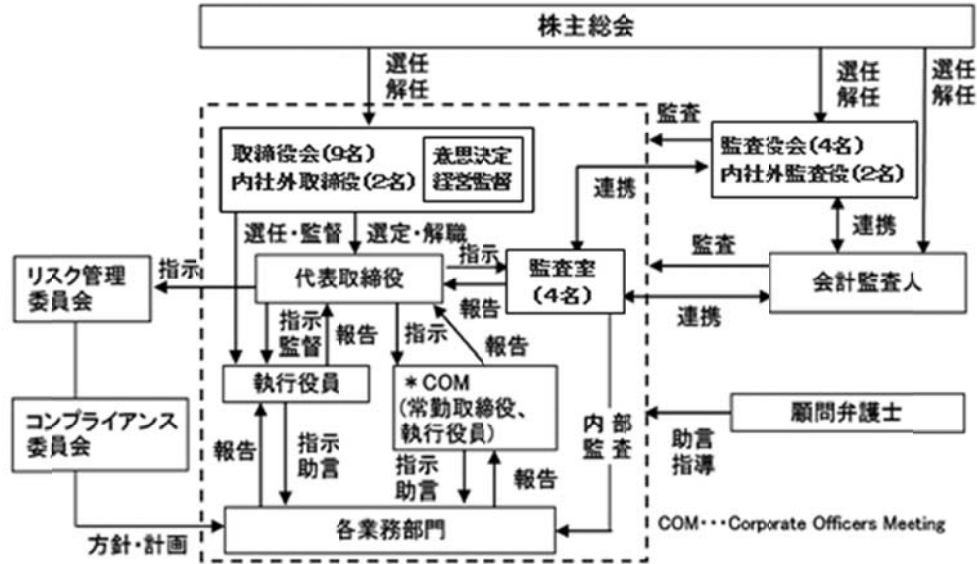 株主総会
選任
解任
選任
解任
選任
解任
監査
取締役会(9名)
内社外取締役(2名)
意思決定
経営監督
監査役会(4名)
内社外監査役(2名)
連携
連携
選任・監督
選定・解職
指示
監査
リスク管理
委員会
指示
代表取締役
監査室
(4名)
会計監査人
報告
連携
指示
監督
報告
指示
報告
執行役員
*COM
(常勤取締役、
執行役員)
内部
監査
顧問弁護士
コンプライアンス
委員会
報告
指示
助言
指示
助言
報告
助言
指導
各業務部門
方針・計画
COM・・・Corporate Officers Meeting